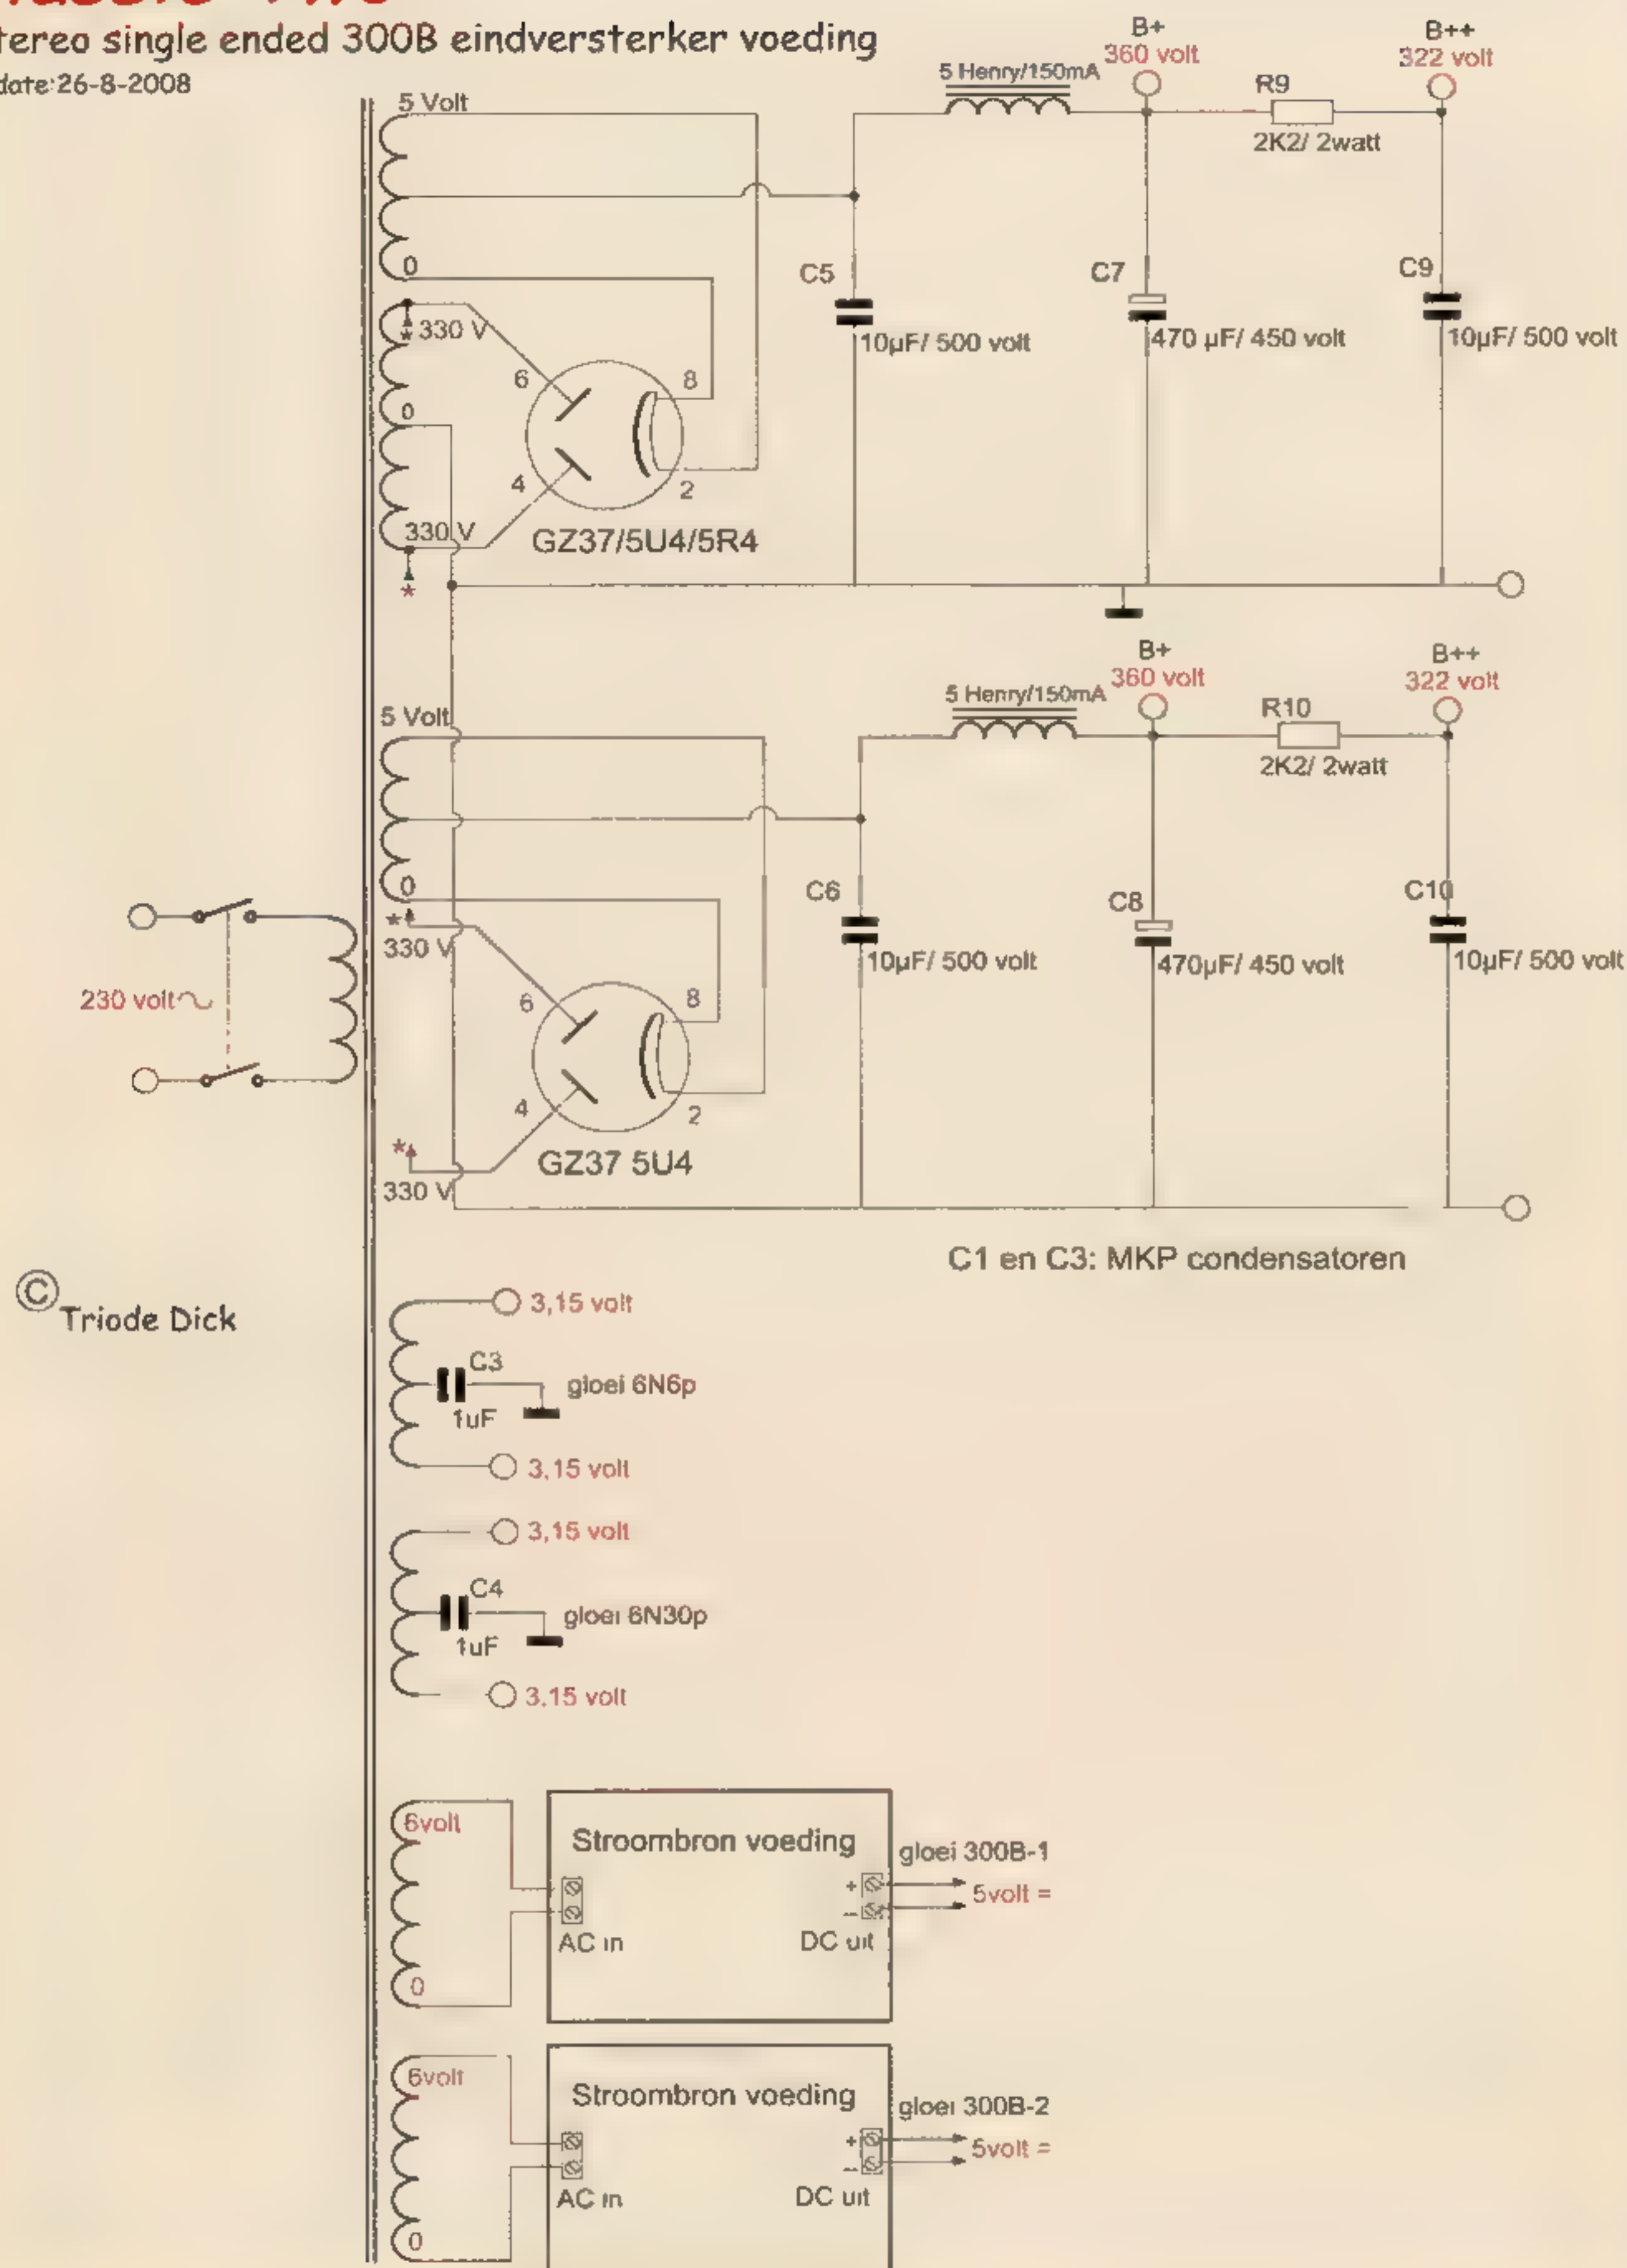 tereo single ended 300B eindversterker voeding
date:26-8-2008
B+
360 volt
B++
322 volt
5 Henry/150mA
R9
2K2/ 2watt
5 Volt
0
C5
10µF/ 500 volt
C7
470 µF/ 450 volt
C9
10µF/ 500 volt
* 330 V
0
330 V
*
6
8
4
2
GZ37/5U4/5R4
B+
360 volt
B++
322 volt
5 Henry/150mA
R10
2K2/ 2watt
5 Volt
0
C6
10µF/ 500 volt
C8
470µF/ 450 volt
C10
10µF/ 500 volt
*
330 V
230 volt~
6
8
4
2
*
330 V
GZ37 5U4
C1 en C3: MKP condensatoren
© Triode Dick
3,15 volt
C3
1uF
gloei 6N6p
3,15 volt
3,15 volt
C4
1uF
gloei 6N30p
3.15 volt
6volt
0
Stroombron voeding
AC in
+
–
DC uit
gloei 300B-1
5volt =
6volt
0
Stroombron voeding
AC in
+
–
DC uit
gloei 300B-2
5volt =